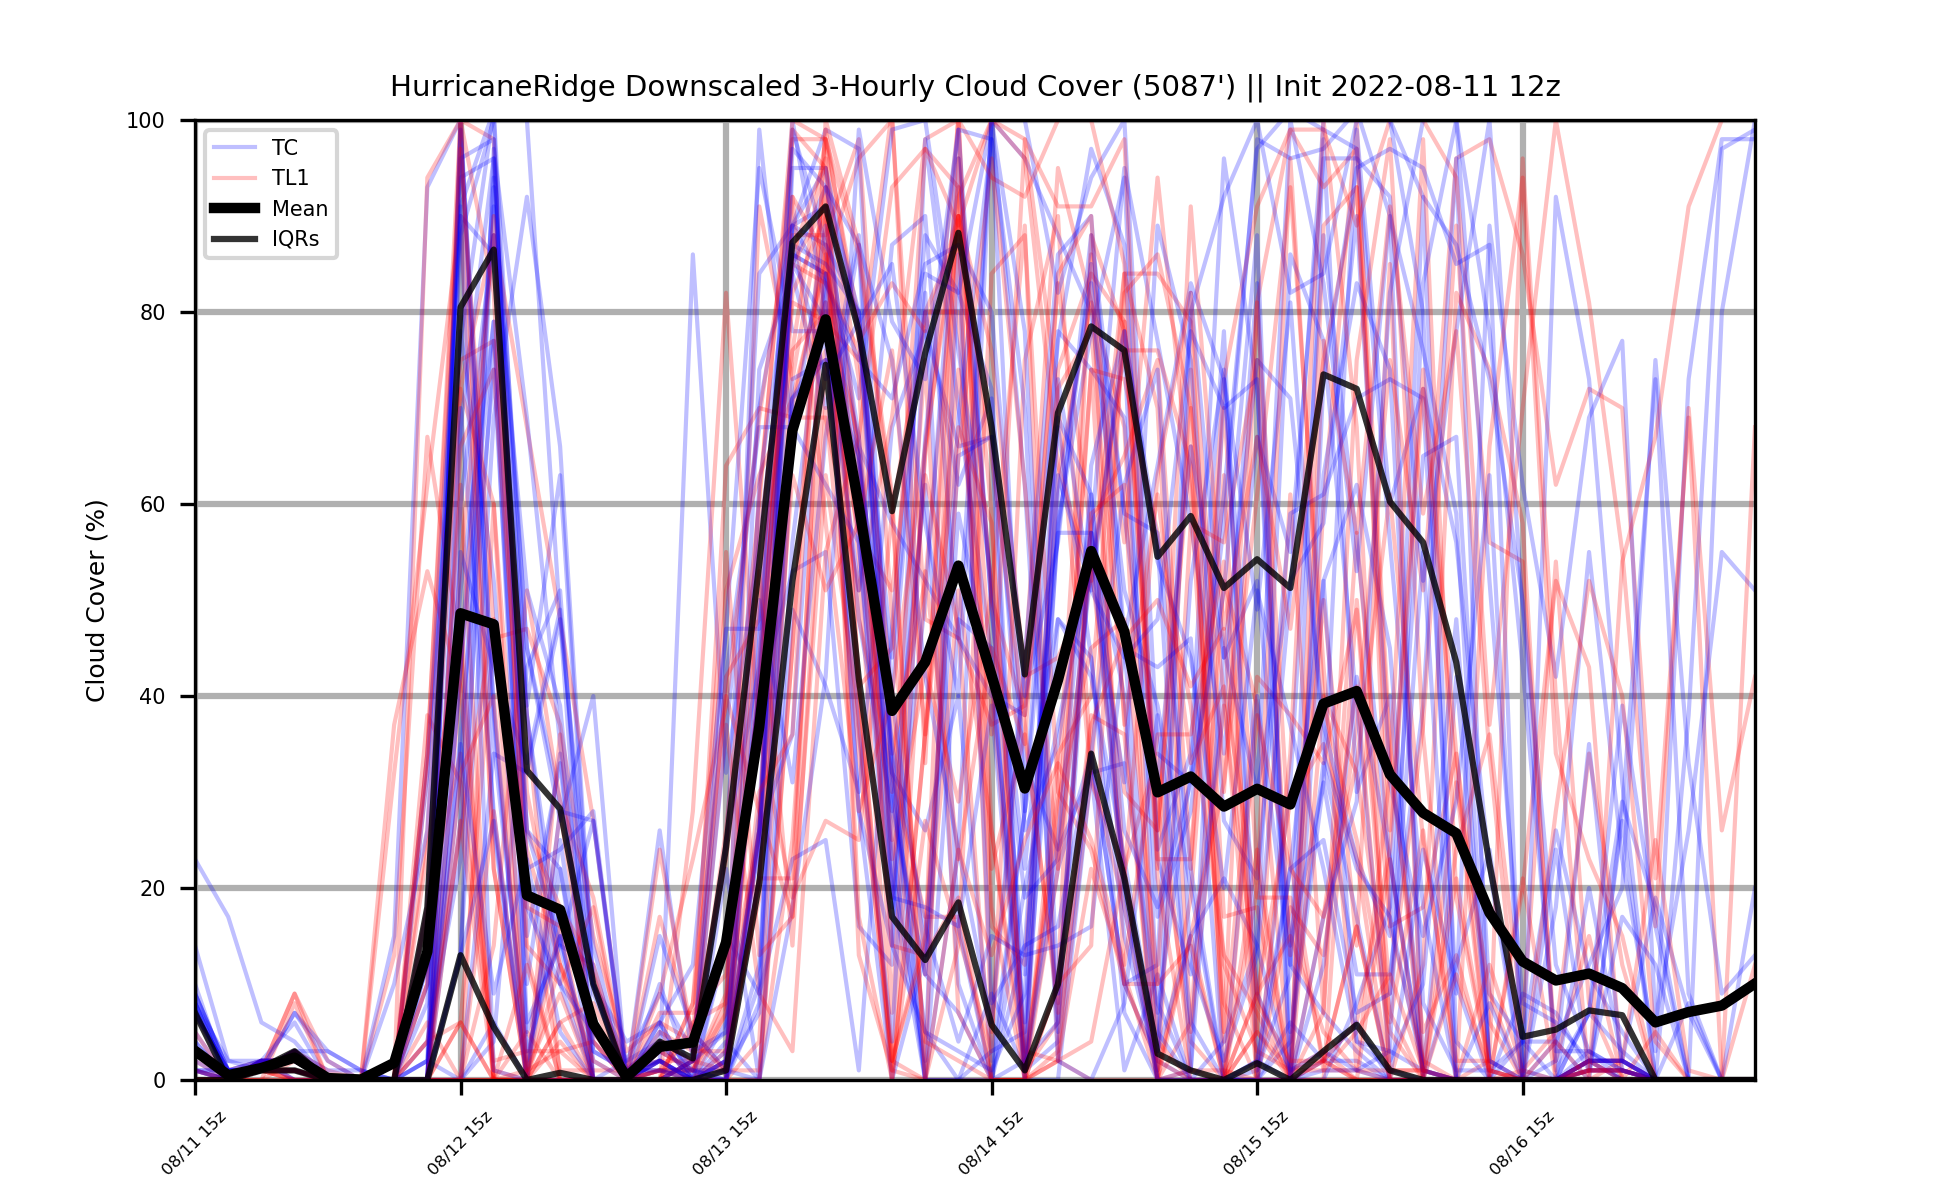 HurricaneRidge Downscaled 3-Hourly Cloud Cover (5087') || Init 2022-08-11 12z
TC
TL1
Mean
IQRs
Cloud Cover (%)
100
80
60
40
20
0
08/11 15z
08/12 15z
08/13 15z
08/14 15z
08/15 15z
08/16 15z